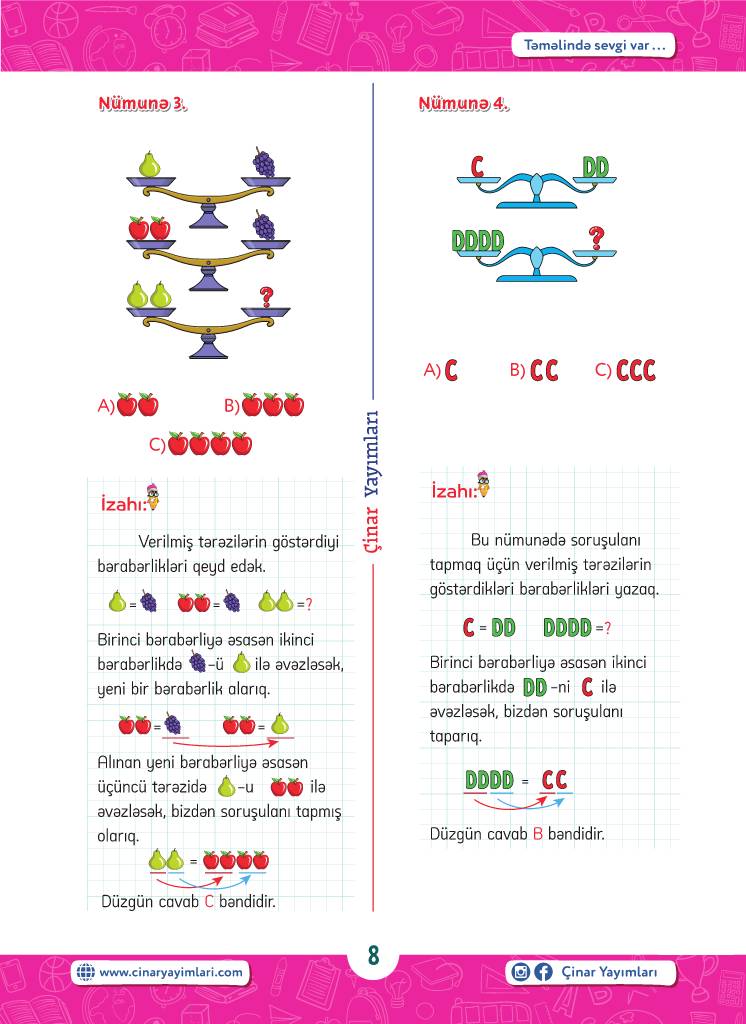 Təməlində sevgi var ...
Nümunə 3.
?
A)
B)
C)
İzahı:
Verilmiş tərəzilərin göstərdiyi
bərabərlikləri qeyd edək.
= = =?
Birinci bərabərliyə əsasən ikinci
bərabərlikdə -ü ilə əvəzləsək,
yeni bir bərabərlik alarıq.
= =
Alınan yeni bərabərliyə əsasən
üçüncü tərəzidə -u ilə
əvəzləsək, bizdən soruşulanı tapmış
olarıq.
=
Düzgün cavab C bəndidir.
Çinar Yayımları
Nümunə 4.
C DD
DDDD ?
A) C B) CC C) CCC
İzahı:
Bu nümunədə soruşulanı
tapmaq üçün verilmiş tərəzilərin
göstərdikləri bərabərlikləri yazaq.
C = DD DDDD =?
Birinci bərabərliyə əsasən ikinci
bərabərlikdə DD -ni C ilə
əvəzləsək, bizdən soruşulanı
taparıq.
DDDD = CC
Düzgün cavab B bəndidir.
8
www.cinaryayimlari.com
Çinar Yayımları